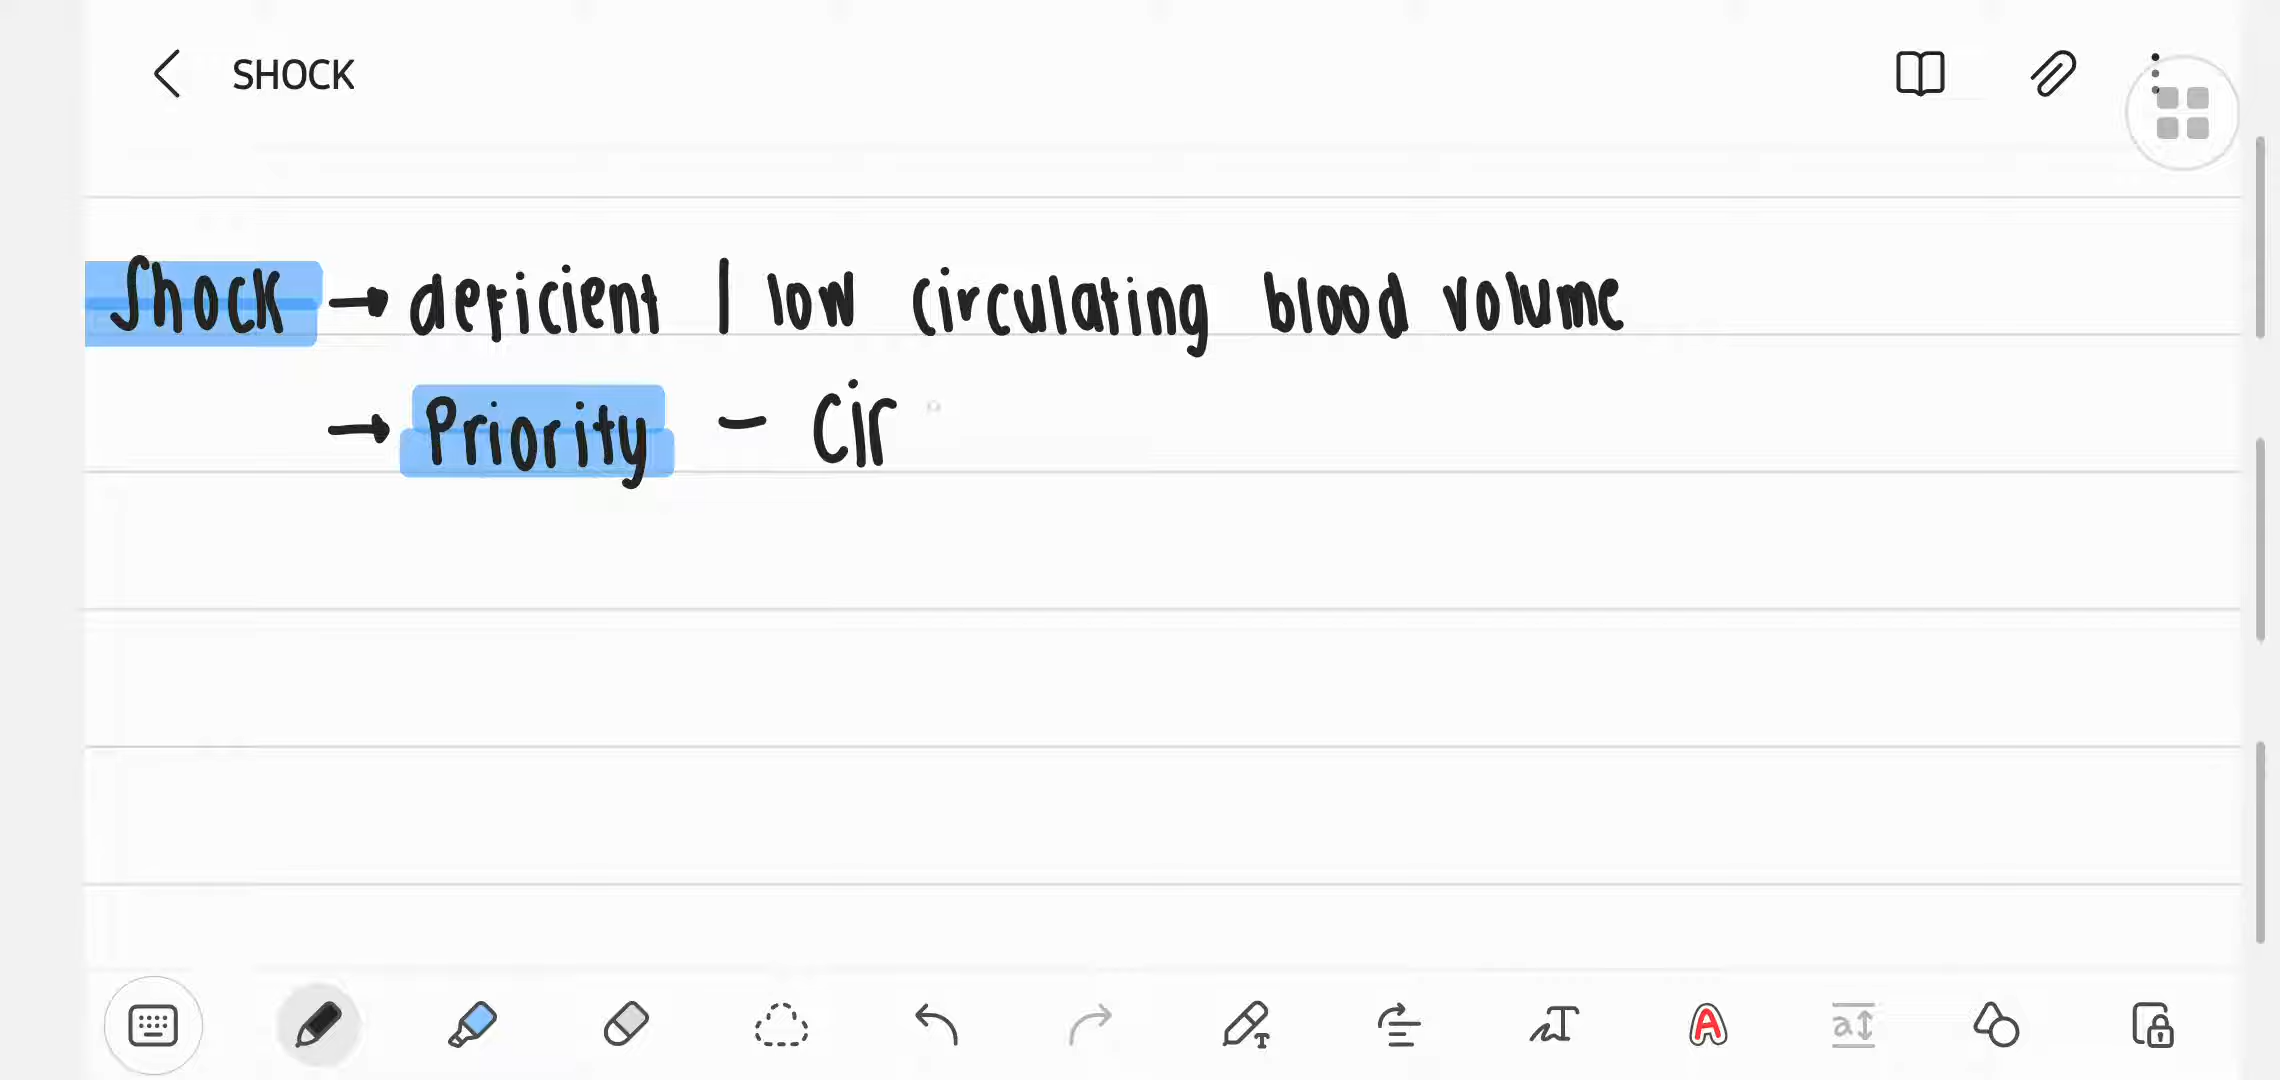 SHOCK
Shock → deficient | low circulating blood volume
→ Priority – Cir